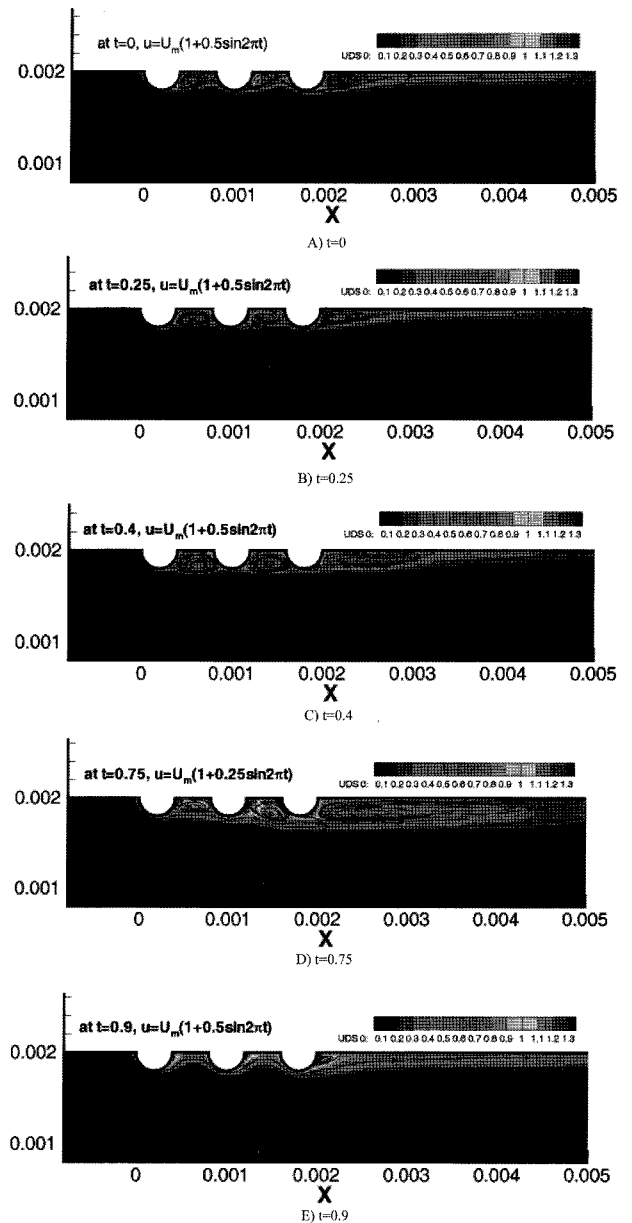 at t=0, u=Uₘ(1+0.5sin2πt)
UDS 0: 0.1 0.2 0.3 0.4 0.5 0.6 0.7 0.8 0.9 1 1.1 1.2 1.3
0.002
0.001
0 0.001 0.002 0.003 0.004 0.005
X
A) t=0
at t=0.25, u=Uₘ(1+0.5sin2πt)
UDS 0: 0.1 0.2 0.3 0.4 0.5 0.6 0.7 0.8 0.9 1 1.1 1.2 1.3
0.002
0.001
0 0.001 0.002 0.003 0.004 0.005
X
B) t=0.25
at t=0.4, u=Uₘ(1+0.5sin2πt)
UDS 0: 0.1 0.2 0.3 0.4 0.5 0.6 0.7 0.8 0.9 1 1.1 1.2 1.3
0.002
0.001
0 0.001 0.002 0.003 0.004 0.005
X
C) t=0.4
at t=0.75, u=Uₘ(1+0.25sin2πt)
UDS 0: 0.1 0.2 0.3 0.4 0.5 0.6 0.7 0.8 0.9 1 1.1 1.2 1.3
0.002
0.001
0 0.001 0.002 0.003 0.004 0.005
X
D) t=0.75
at t=0.9, u=Uₘ(1+0.5sin2πt)
UDS 0: 0.1 0.2 0.3 0.4 0.5 0.6 0.7 0.8 0.9 1 1.1 1.2 1.3
0.002
0.001
0 0.001 0.002 0.003 0.004 0.005
X
E) t=0.9